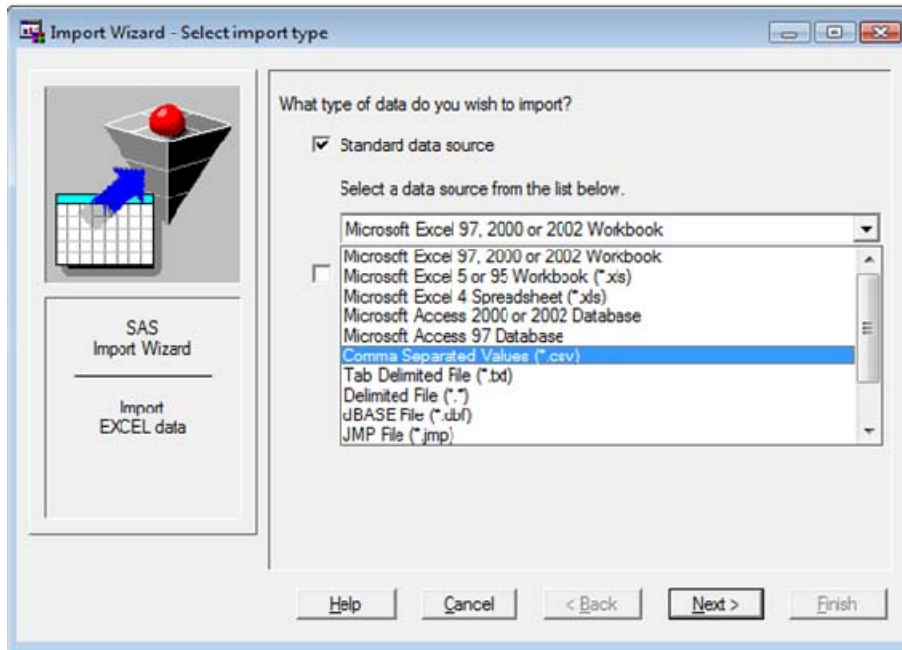 Import Wizard - Select import type
What type of data do you wish to import?
Standard data source
Select a data source from the list below.
Microsoft Excel 97, 2000 or 2002 Workbook
Microsoft Excel 97, 2000 or 2002 Workbook
Microsoft Excel 5 or 95 Workbook (*.xls)
Microsoft Excel 4 Spreadsheet (*.xls)
Microsoft Access 2000 or 2002 Database
Microsoft Access 97 Database
Comma Separated Values (*.csv)
Tab Delimited File (*.txt)
Delimited File (*.*)
dBASE File (*.dbf)
JMP File (*.jmp)
SAS
Import Wizard
Import
EXCEL data
Help
Cancel
< Back
Next >
Finish